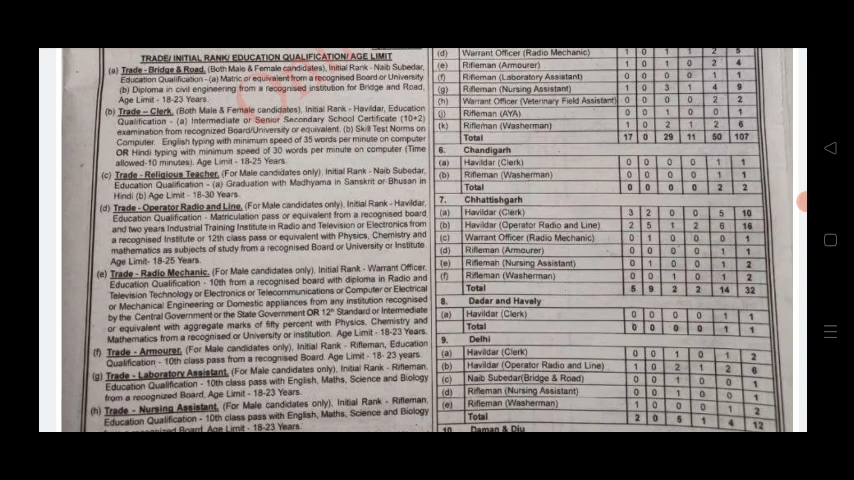 TRADE/ INITIAL RANK/ EDUCATION QUALIFICATION/ AGE LIMIT
(a) Trade - Bridge & Road, (Both Male & Female candidates), Initial Rank - Naib Subedar,
Education Qualification - (a) Matric or equivalent from a recognised Board or University
(b) Diploma in civil engineering from a recognised institution for Bridge and Road,
Age Limit - 18-23 Years.
(b) Trade – Clerk, (Both Male & Female candidates), Initial Rank - Havildar, Education
Qualification - (a) Intermediate or Senior Secondary School Certificate (10+2)
examination from recognized Board/University or equivalent. (b) Skill Test Norms on
Computer. English typing with minimum speed of 35 words per minute on computer
OR Hindi typing with minimum speed of 30 words per minute on computer (Time
allowed-10 minutes). Age Limit - 18-25 Years.
(c) Trade - Religious Teacher, (For Male candidates only), Initial Rank - Naib Subedar,
Education Qualification - (a) Graduation with Madhyama in Sanskrit or Bhusan in
Hindi (b) Age Limit - 18-30 Years.
(d) Trade - Operator Radio and Line, (For Male candidates only), Initial Rank - Havildar,
Education Qualification - Matriculation pass or equivalent from a recognised board
and two years Industrial Training Institute in Radio and Television or Electronics from
a recognised Institute or 12th class pass or equivalent with Physics, Chemistry and
mathematics as subjects of study from a recognised Board or University or Institute.
Age Limit- 18-25 Years.
(e) Trade - Radio Mechanic, (For Male candidates only), Initial Rank - Warrant Officer,
Education Qualification - 10th from a recognised board with diploma in Radio and
Television Technology or Electronics or Telecommunications or Computer or Electrical
or Mechanical Engineering or Domestic appliances from any institution recognised
by the Central Government or the State Government OR 12th Standard or Intermediate
or equivalent with aggregate marks of fifty percent with Physics, Chemistry and
Mathematics from a recognised or University or institution. Age Limit - 18-23 Years.
(f) Trade - Armourer, (For Male candidates only), Initial Rank - Rifleman, Education
Qualification - 10th class pass from a recognised Board. Age Limit- 18- 23 years.
(g) Trade - Laboratory Assistant, (For Male candidates only), Initial Rank - Rifleman,
Education Qualification - 10th class pass with English, Maths, Science and Biology
from a recognized Board, Age Limit - 18-23 Years.
(h) Trade - Nursing Assistant, (For Male candidates only), Initial Rank - Rifleman,
Education Qualification - 10th class pass with English, Maths, Science and Biology
Board, Age Limit - 18-23 Years.
(d) Warrant Officer (Radio Mechanic) 1 0 1 1 2 5
(e) Rifleman (Armourer) 1 0 1 0 2 4
(f) Rifleman (Laboratory Assistant) 0 0 0 0 1 1
(g) Rifleman (Nursing Assistant) 1 0 3 1 4 9
(h) Warrant Officer (Veterinary Field Assistant) 0 0 0 0 2 2
(j) Rifleman (AYA) 0 0 1 0 0 1
(k) Rifleman (Washerman) 1 0 2 1 2 6
Total 17 0 29 11 50 107
6. Chandigarh
(a) Havildar (Clerk) 0 0 0 0 1 1
(b) Rifleman (Washerman) 0 0 0 0 1 1
Total 0 0 0 0 2 2
7. Chhattishgarh
(a) Havildar (Clerk) 3 2 0 0 5 10
(b) Havildar (Operator Radio and Line) 2 5 1 2 6 16
(c) Warrant Officer (Radio Mechanic) 0 1 0 0 0 1
(d) Rifleman (Armourer) 0 0 0 0 1 1
(e) Rifleman (Nursing Assistant) 0 1 0 0 1 2
(f) Rifleman (Washerman) 0 0 1 0 1 2
Total 5 9 2 2 14 32
8. Dadar and Havely
(a) Havildar (Clerk) 0 0 0 0 1 1
Total 0 0 0 0 1 1
9. Delhi
(a) Havildar (Clerk) 0 0 1 0 1 2
(b) Havildar (Operator Radio and Line) 1 0 2 1 2 6
(c) Naib Subedar(Bridge & Road) 0 0 1 0 0 1
(d) Rifleman (Nursing Assistant) 0 0 1 0 0 1
(e) Rifleman (Washerman) 1 0 0 0 1 2
Total 2 0 5 1 4 12
10. Daman & Diu